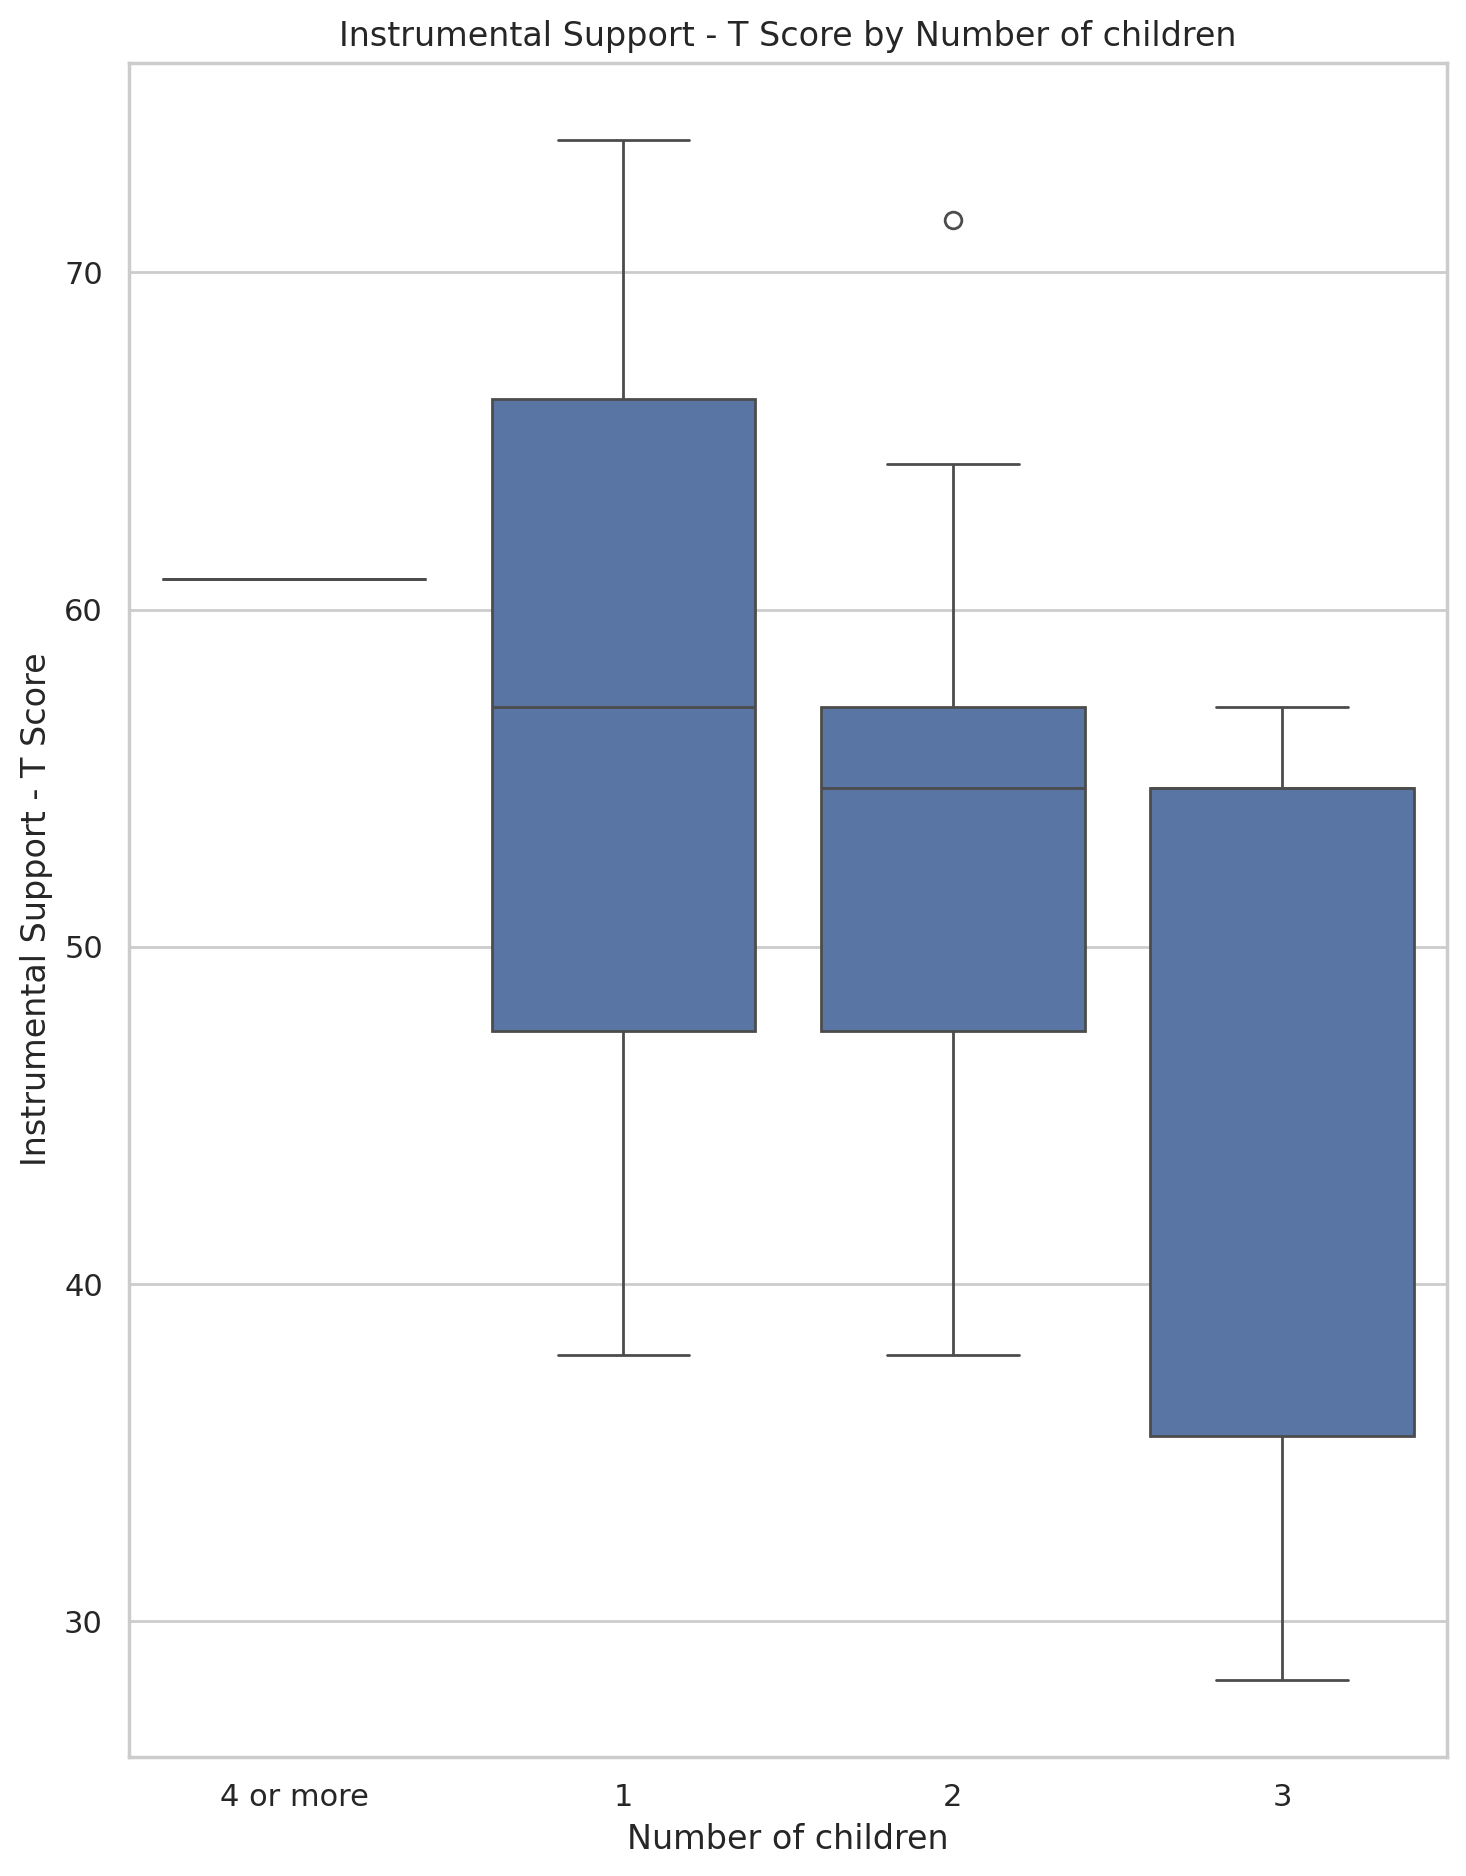 Instrumental Support - T Score by Number of children
Instrumental Support - T Score
70
60
50
40
30
4 or more
1
2
3
Number of children